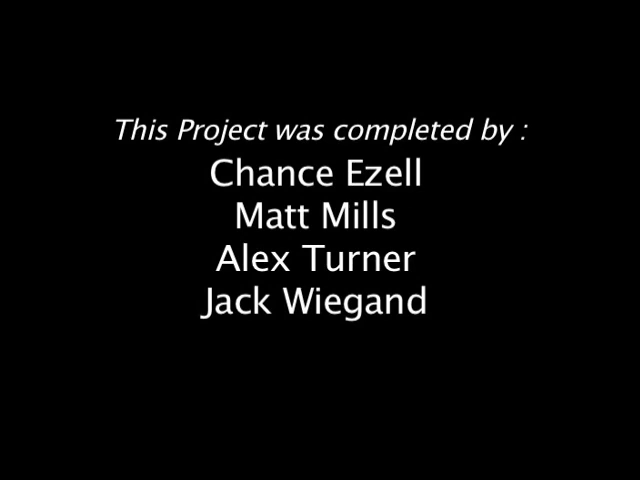 This Project was completed by :
Chance Ezell
Matt Mills
Alex Turner
Jack Wiegand